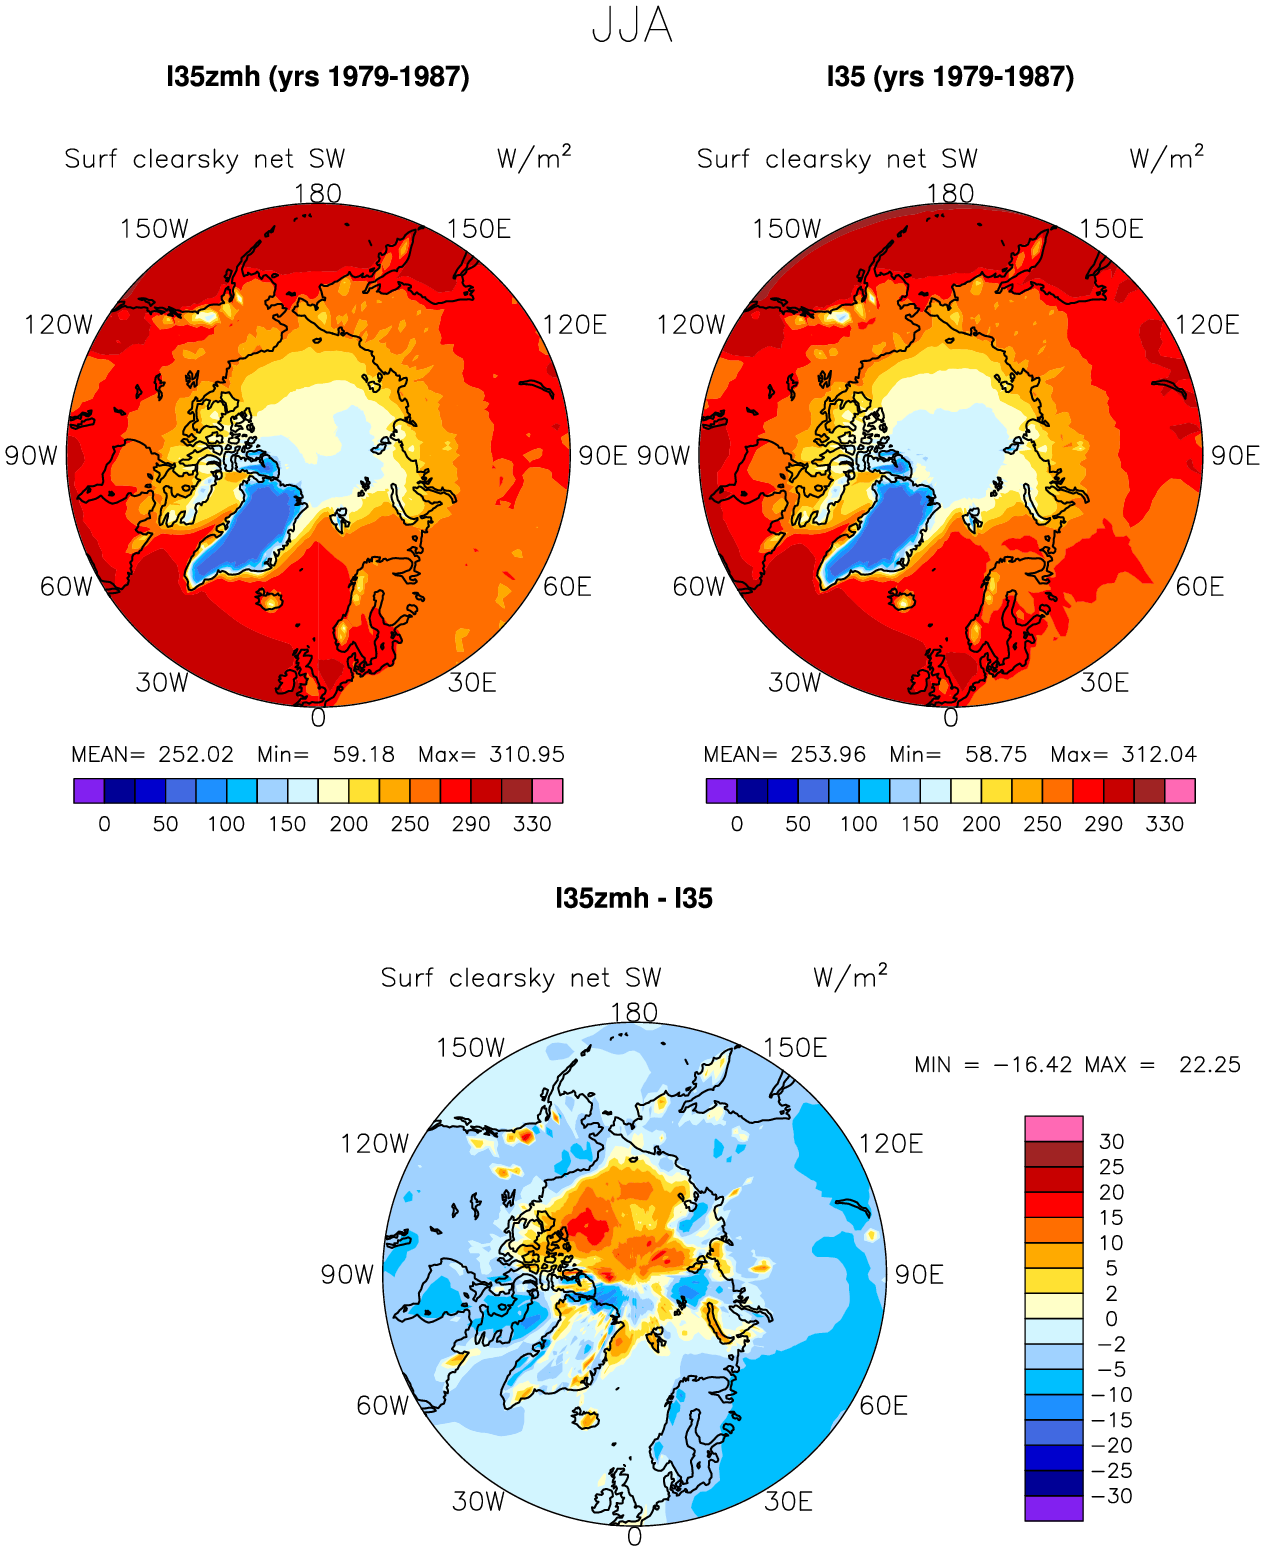 JJA
I35zmh (yrs 1979-1987)
I35 (yrs 1979-1987)
Surf clearsky net SW W/m²
Surf clearsky net SW W/m²
180
150W 150E
120W 120E
90W 90E
60W 60E
30W 30E
0
180
150W 150E
120W 120E
90W 90E
60W 60E
30W 30E
0
MEAN= 252.02 Min= 59.18 Max= 310.95
0 50 100 150 200 250 290 330
MEAN= 253.96 Min= 58.75 Max= 312.04
0 50 100 150 200 250 290 330
I35zmh - I35
Surf clearsky net SW W/m²
180
150W 150E
120W 120E
90W 90E
60W 60E
30W 30E
0
MIN = −16.42 MAX = 22.25
30
25
20
15
10
5
2
0
−2
−5
−10
−15
−20
−25
−30